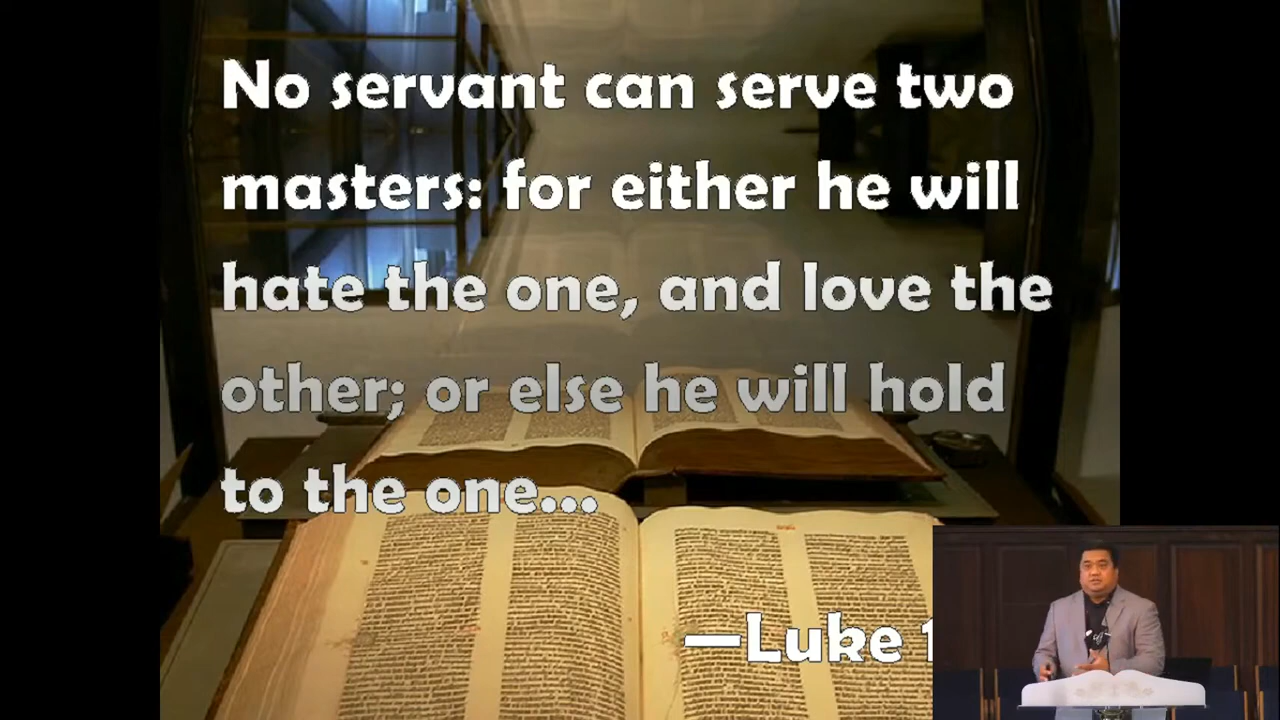 No servant can serve two
masters: for either he will
hate the one, and love the
other; or else he will hold
to the one...
—Luke 1